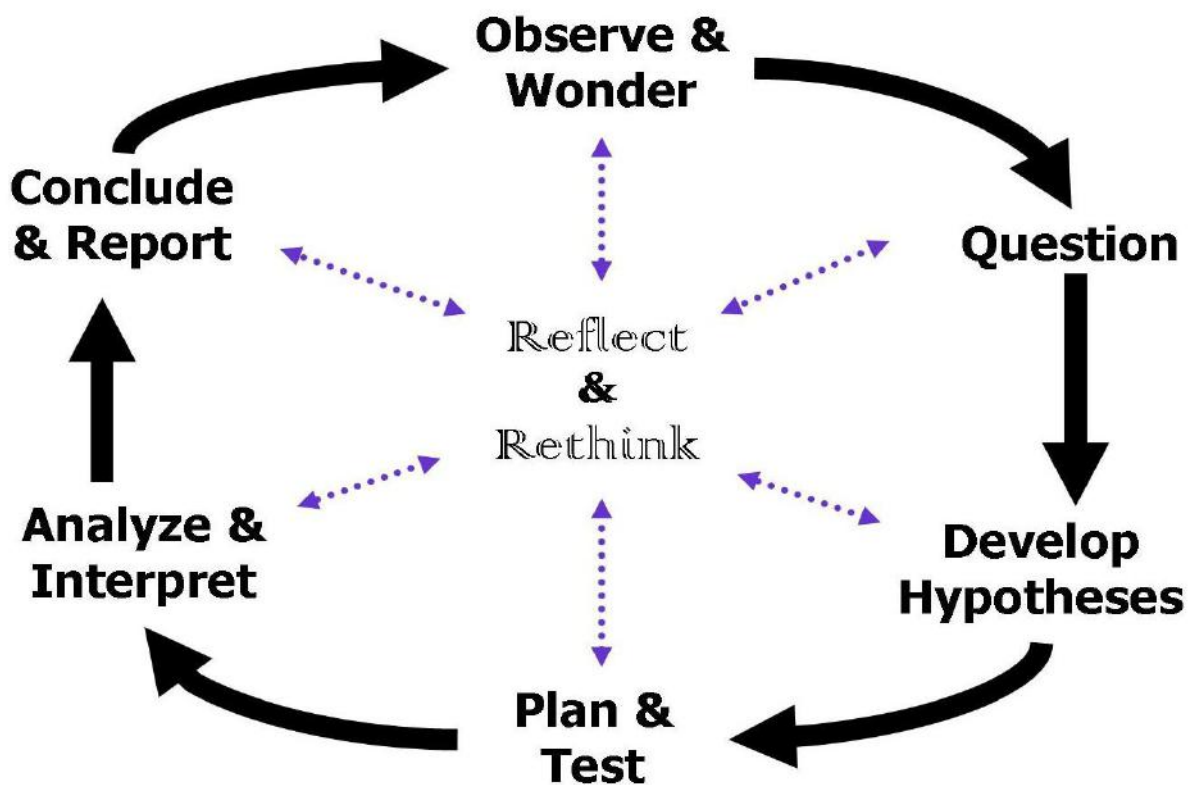 Observe &
Wonder
Question
Develop
Hypotheses
Plan &
Test
Analyze &
Interpret
Conclude
& Report
Reflect
&
Rethink